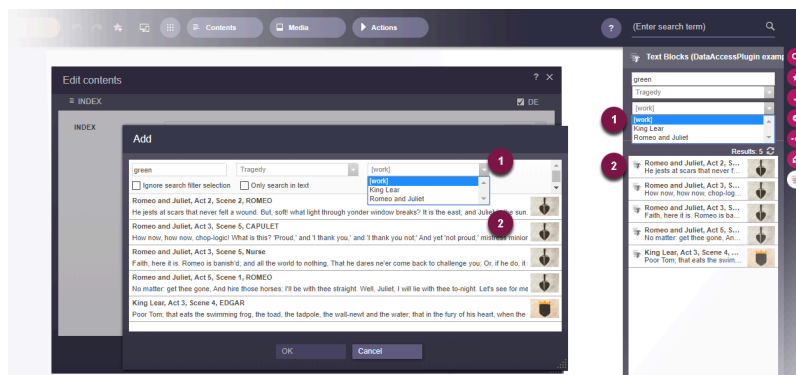 Contents
Media
Actions
?
(Enter search term)
Edit contents
? ×
INDEX
DE
INDEX
Add
green
Tragedy
[work]
1
Ignore search filter selection
Only search in text
[work]
King Lear
Romeo and Juliet
2
Romeo and Juliet, Act 2, Scene 2, ROMEO
He jests at scars that never felt a wound. But, soft! what light through yonder window breaks? It is the east, and Juliet is the sun.
Romeo and Juliet, Act 3, Scene 5, CAPULET
How now, how now, chop-logic! What is this? 'Proud,' and 'I thank you,' and 'I thank you not;' And yet 'not proud,' mistress minion
Romeo and Juliet, Act 3, Scene 5, Nurse
Faith, here it is. Romeo is banish'd; and all the world to nothing, That he dares ne'er come back to challenge you; Or, if he do, it
Romeo and Juliet, Act 5, Scene 1, ROMEO
No matter: get thee gone, And hire those horses: I'll be with thee straight. Well, Juliet, I will lie with thee to-night. Let's see for me
King Lear, Act 3, Scene 4, EDGAR
Poor Tom; that eats the swimming frog, the toad, the tadpole, the wall-newt and the water; that in the fury of his heart, when the
OK
Cancel
Text Blocks (DataAccessPlugin examp
green
Tragedy
[work]
1
[work]
King Lear
Romeo and Juliet
Results: 5
2
Romeo and Juliet, Act 2, S...
He jests at scars that never f...
Romeo and Juliet, Act 3, S...
How now, how now, chop-log...
Romeo and Juliet, Act 3, S...
Faith, here it is. Romeo is ba...
Romeo and Juliet, Act 5, S...
No matter: get thee gone, An...
King Lear, Act 3, Scene 4, ...
Poor Tom; that eats the swim...